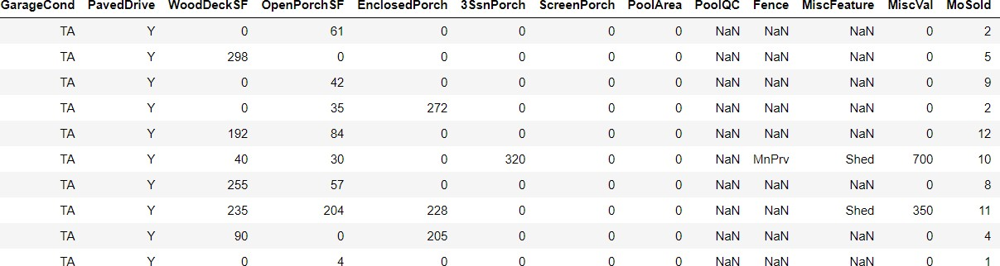 GarageCond PavedDrive WoodDeckSF OpenPorchSF EnclosedPorch 3SsnPorch ScreenPorch PoolArea PoolQC Fence MiscFeature MiscVal MoSold
TA Y 0 61 0 0 0 0 NaN NaN NaN 0 2
TA Y 298 0 0 0 0 0 NaN NaN NaN 0 5
TA Y 0 42 0 0 0 0 NaN NaN NaN 0 9
TA Y 0 35 272 0 0 0 NaN NaN NaN 0 2
TA Y 192 84 0 0 0 0 NaN NaN NaN 0 12
TA Y 40 30 0 320 0 0 NaN MnPrv Shed 700 10
TA Y 255 57 0 0 0 0 NaN NaN NaN 0 8
TA Y 235 204 228 0 0 0 NaN NaN Shed 350 11
TA Y 90 0 205 0 0 0 NaN NaN NaN 0 4
TA Y 0 4 0 0 0 0 NaN NaN NaN 0 1